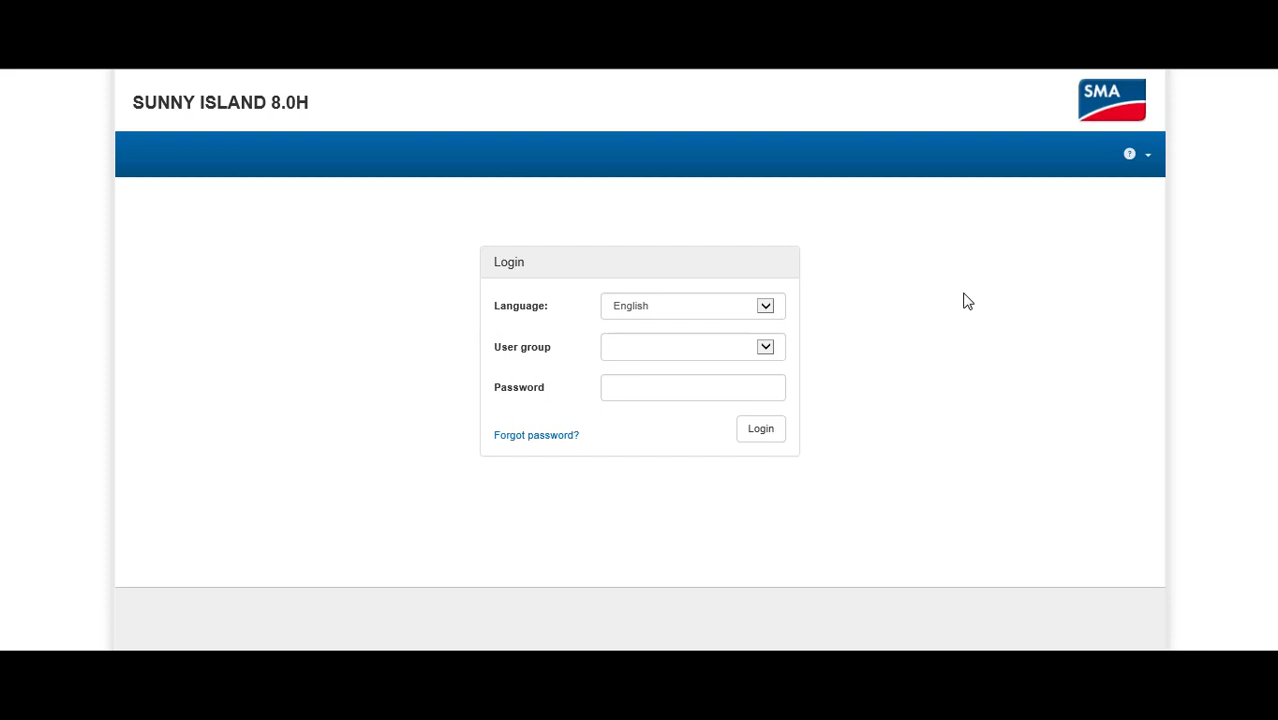 SUNNY ISLAND 8.0H
SMA
?
Login
Language:
English
User group
Password
Forgot password?
Login